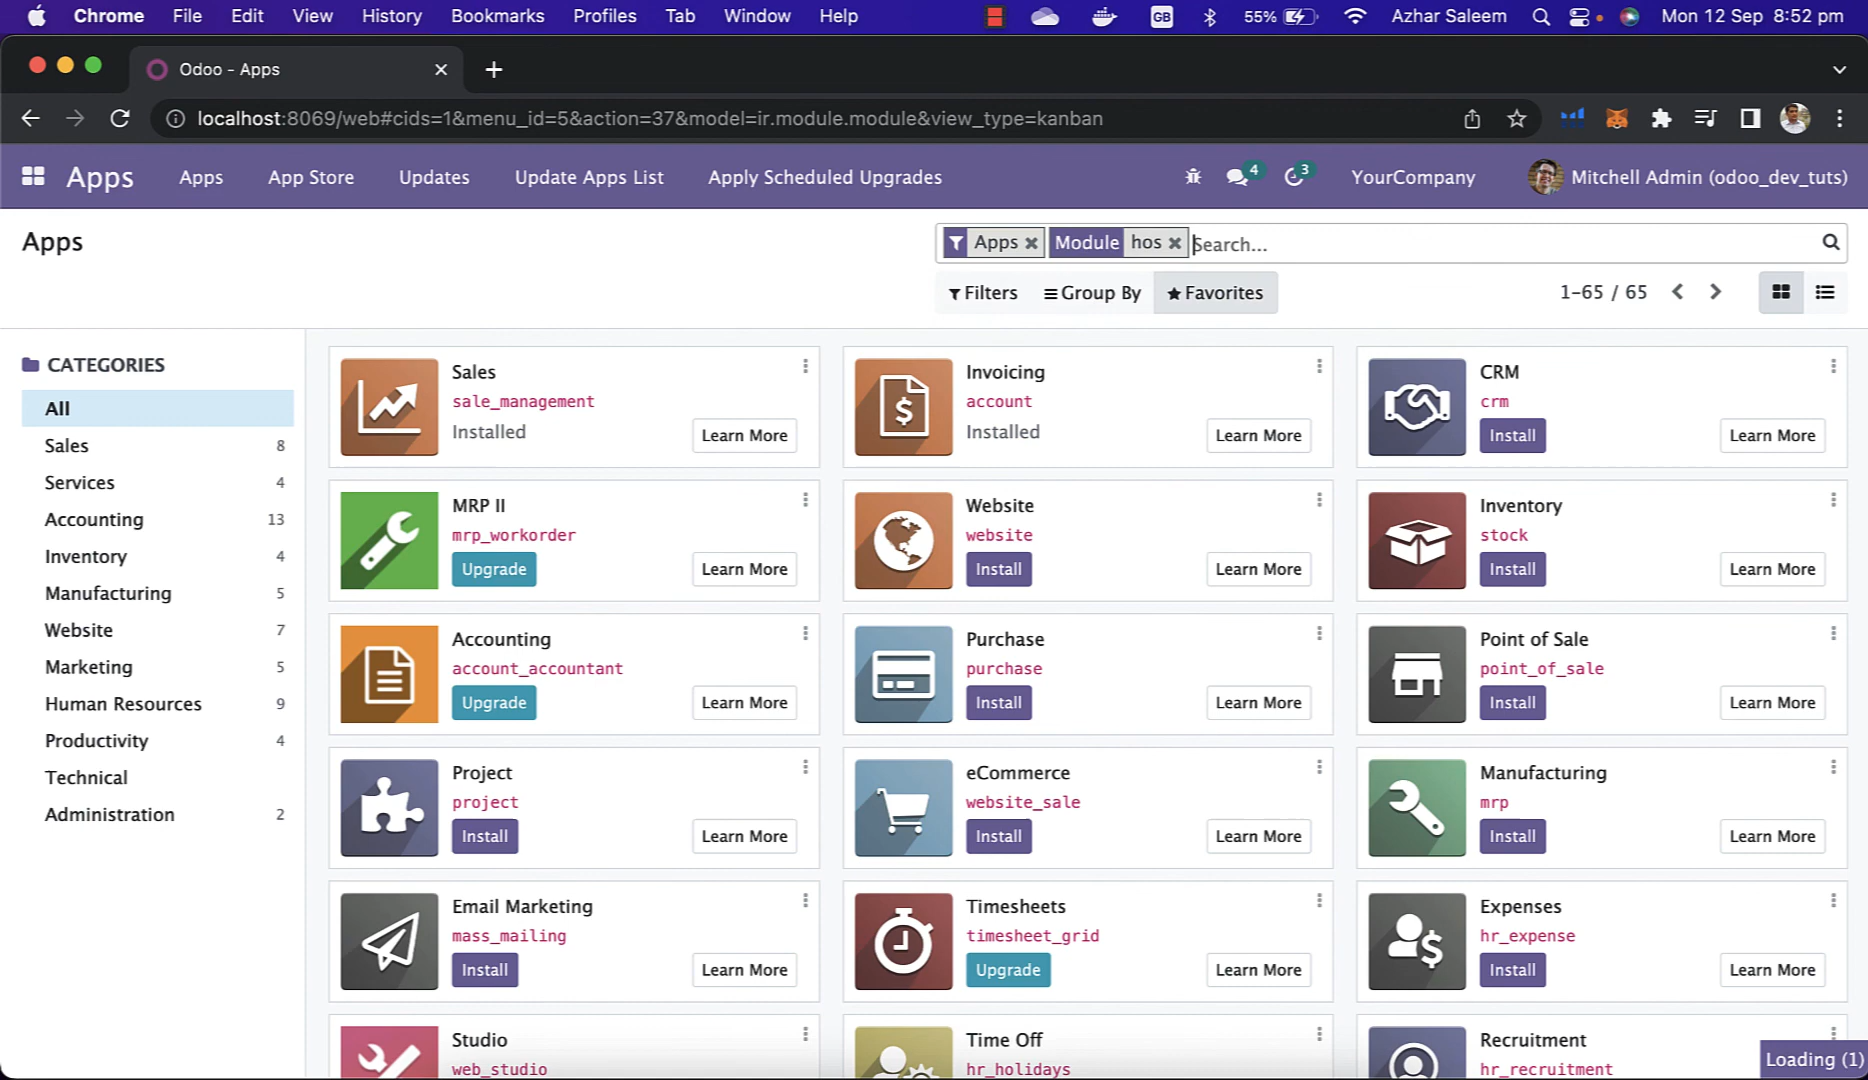 Chrome File Edit View History Bookmarks Profiles Tab Window Help GB 55% Azhar Saleem Mon 12 Sep 8:52 pm
Odoo - Apps
localhost:8069/web#cids=1&menu_id=5&action=37&model=ir.module.module&view_type=kanban
Apps Apps App Store Updates Update Apps List Apply Scheduled Upgrades 4 3 YourCompany Mitchell Admin (odoo_dev_tuts)
Apps
Apps Module hos Search...
Filters Group By Favorites 1-65 / 65
CATEGORIES
All
Sales 8
Services 4
Accounting 13
Inventory 4
Manufacturing 5
Website 7
Marketing 5
Human Resources 9
Productivity 4
Technical
Administration 2
Sales
sale_management
Installed Learn More
Invoicing
account
Installed Learn More
CRM
crm
Install Learn More
MRP II
mrp_workorder
Upgrade Learn More
Website
website
Install Learn More
Inventory
stock
Install Learn More
Accounting
account_accountant
Upgrade Learn More
Purchase
purchase
Install Learn More
Point of Sale
point_of_sale
Install Learn More
Project
project
Install Learn More
eCommerce
website_sale
Install Learn More
Manufacturing
mrp
Install Learn More
Email Marketing
mass_mailing
Install Learn More
Timesheets
timesheet_grid
Upgrade Learn More
Expenses
hr_expense
Install Learn More
Studio
web_studio
Time Off
hr_holidays
Recruitment
hr_recruitment
Loading (1)